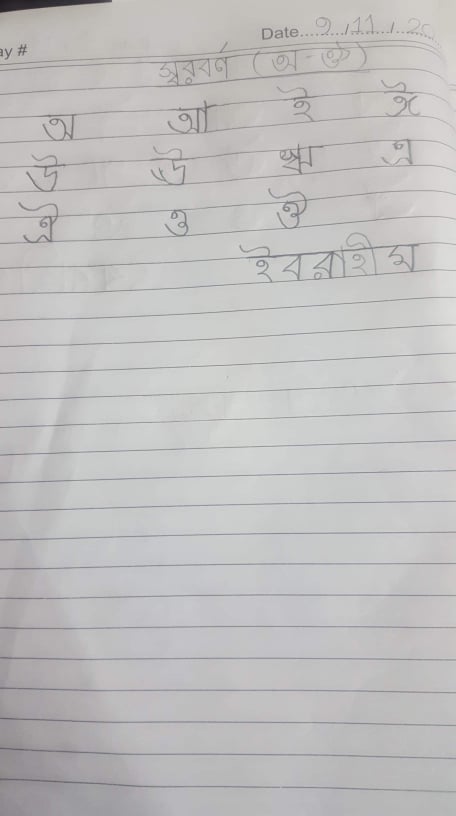 ay #
Date 9/11/20
স্বরবর্ণ (অ-ঔ)
অ আ ই ঈ
উ ঊ ঋ এ
ঐ ও ঔ
ইবরাহীম